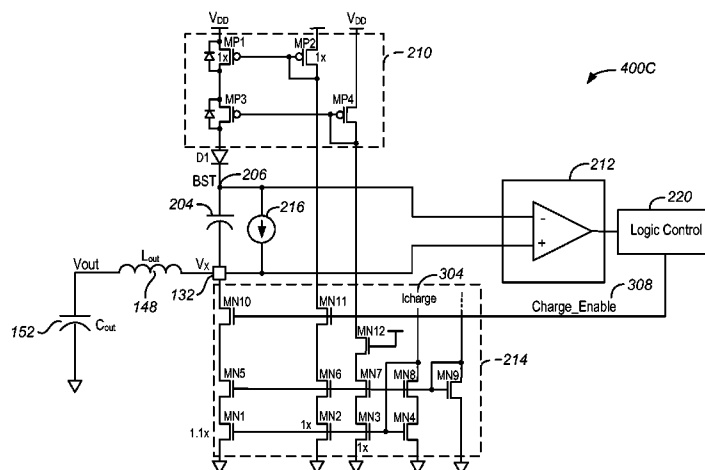 VDD
VDD
MP1
MP2
1x
1x
210
400C
MP3
MP4
D1
BST
206
212
204
216
220
-
+
Logic Control
Vout
Lout
VX
304
148
132
Icharge
308
Charge_Enable
152
Cout
MN10
MN11
MN12
214
MN5
MN6
MN7
MN8
MN9
MN1
MN2
MN3
MN4
1.1x
1x
1x